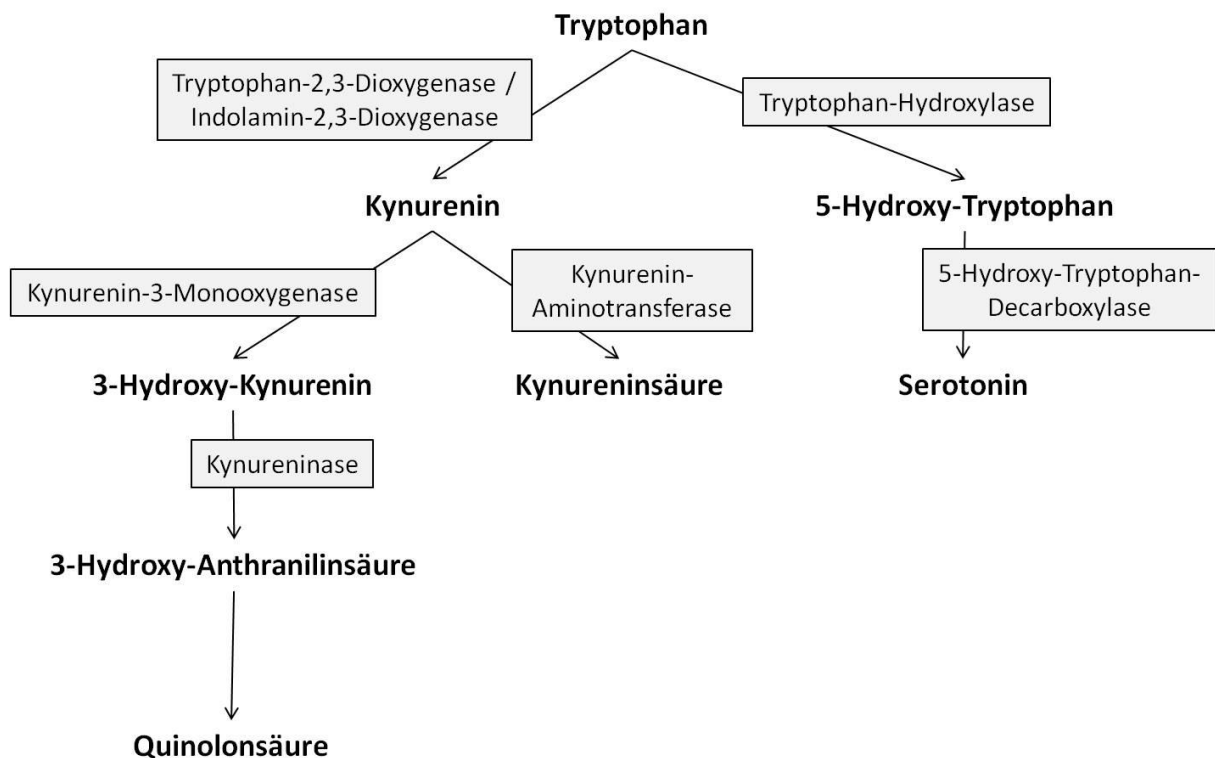 Tryptophan
Tryptophan-2,3-Dioxygenase /
Indolamin-2,3-Dioxygenase
Tryptophan-Hydroxylase
Kynurenin
5-Hydroxy-Tryptophan
Kynurenin-3-Monooxygenase
Kynurenin-
Aminotransferase
5-Hydroxy-Tryptophan-
Decarboxylase
3-Hydroxy-Kynurenin
Kynureninsäure
Serotonin
Kynureninase
3-Hydroxy-Anthranilinsäure
Quinolonsäure